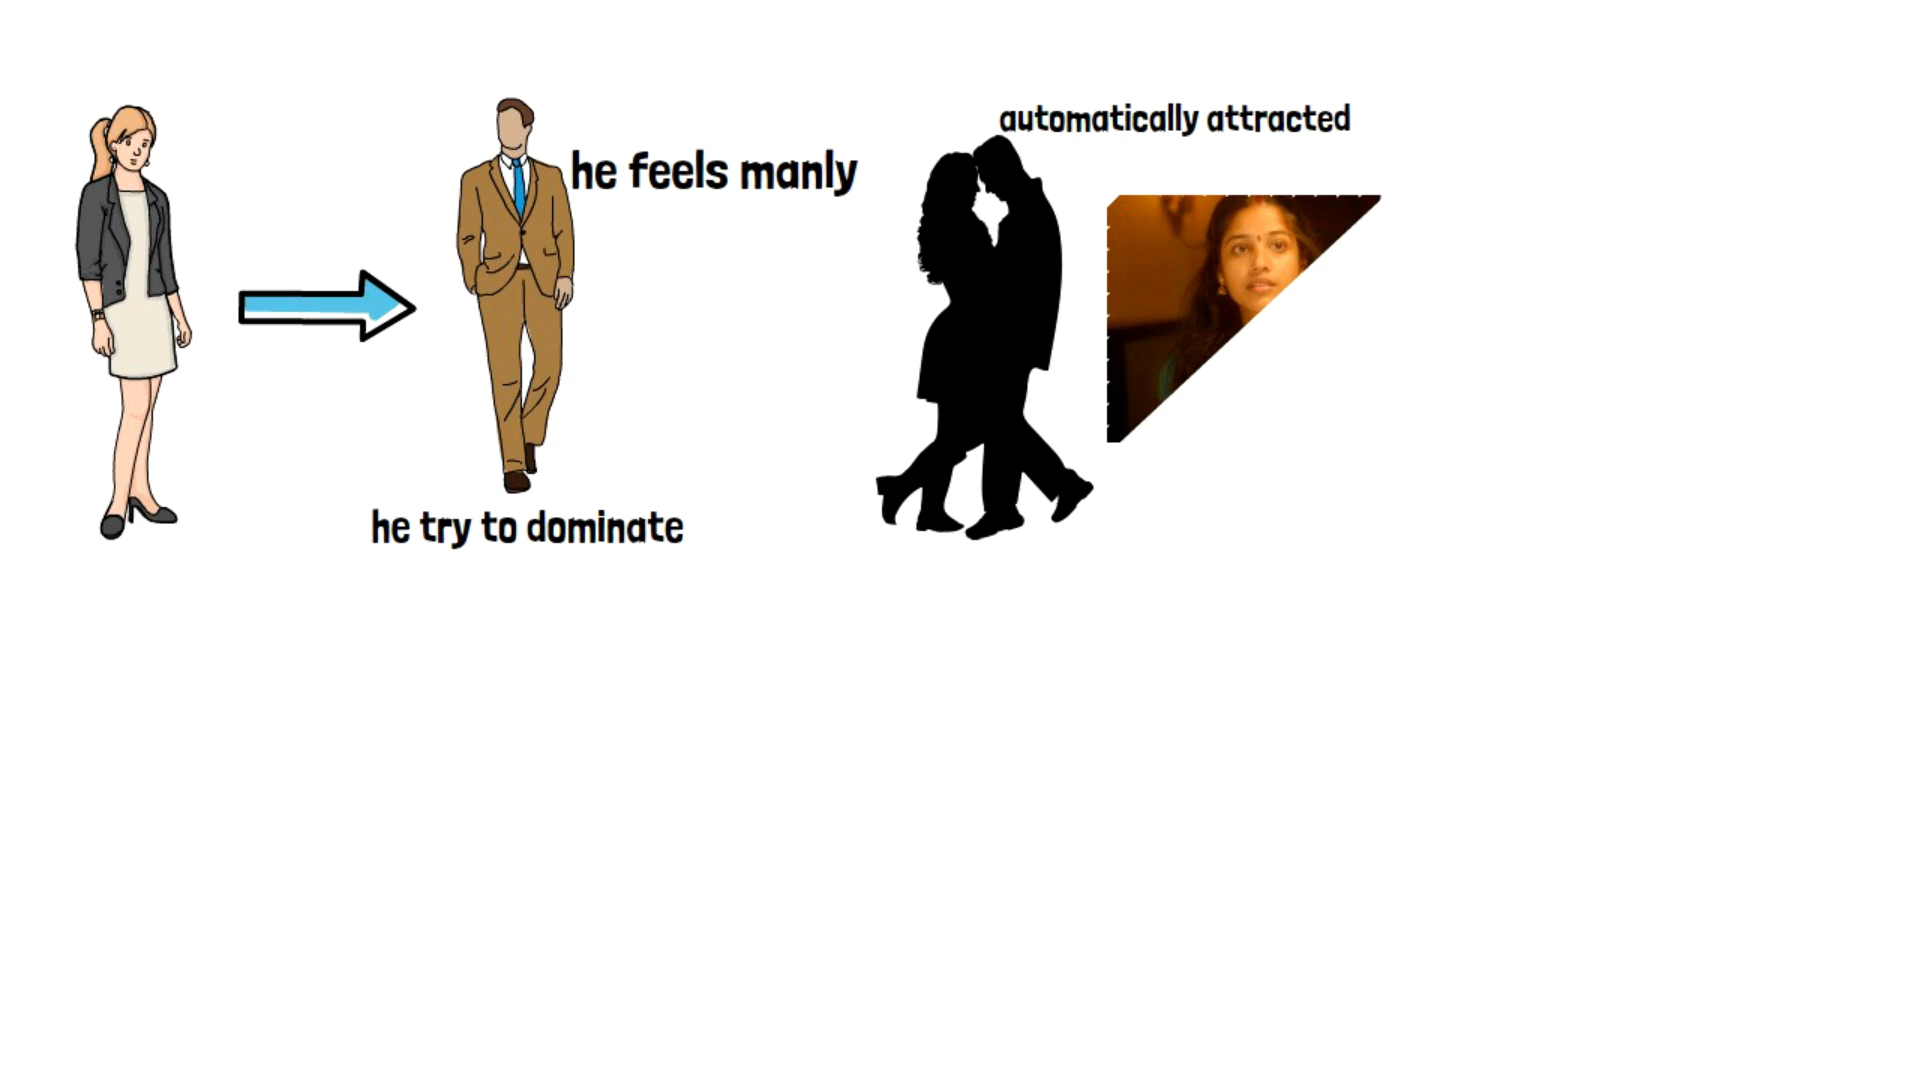 automatically attracted
he feels manly
he try to dominate